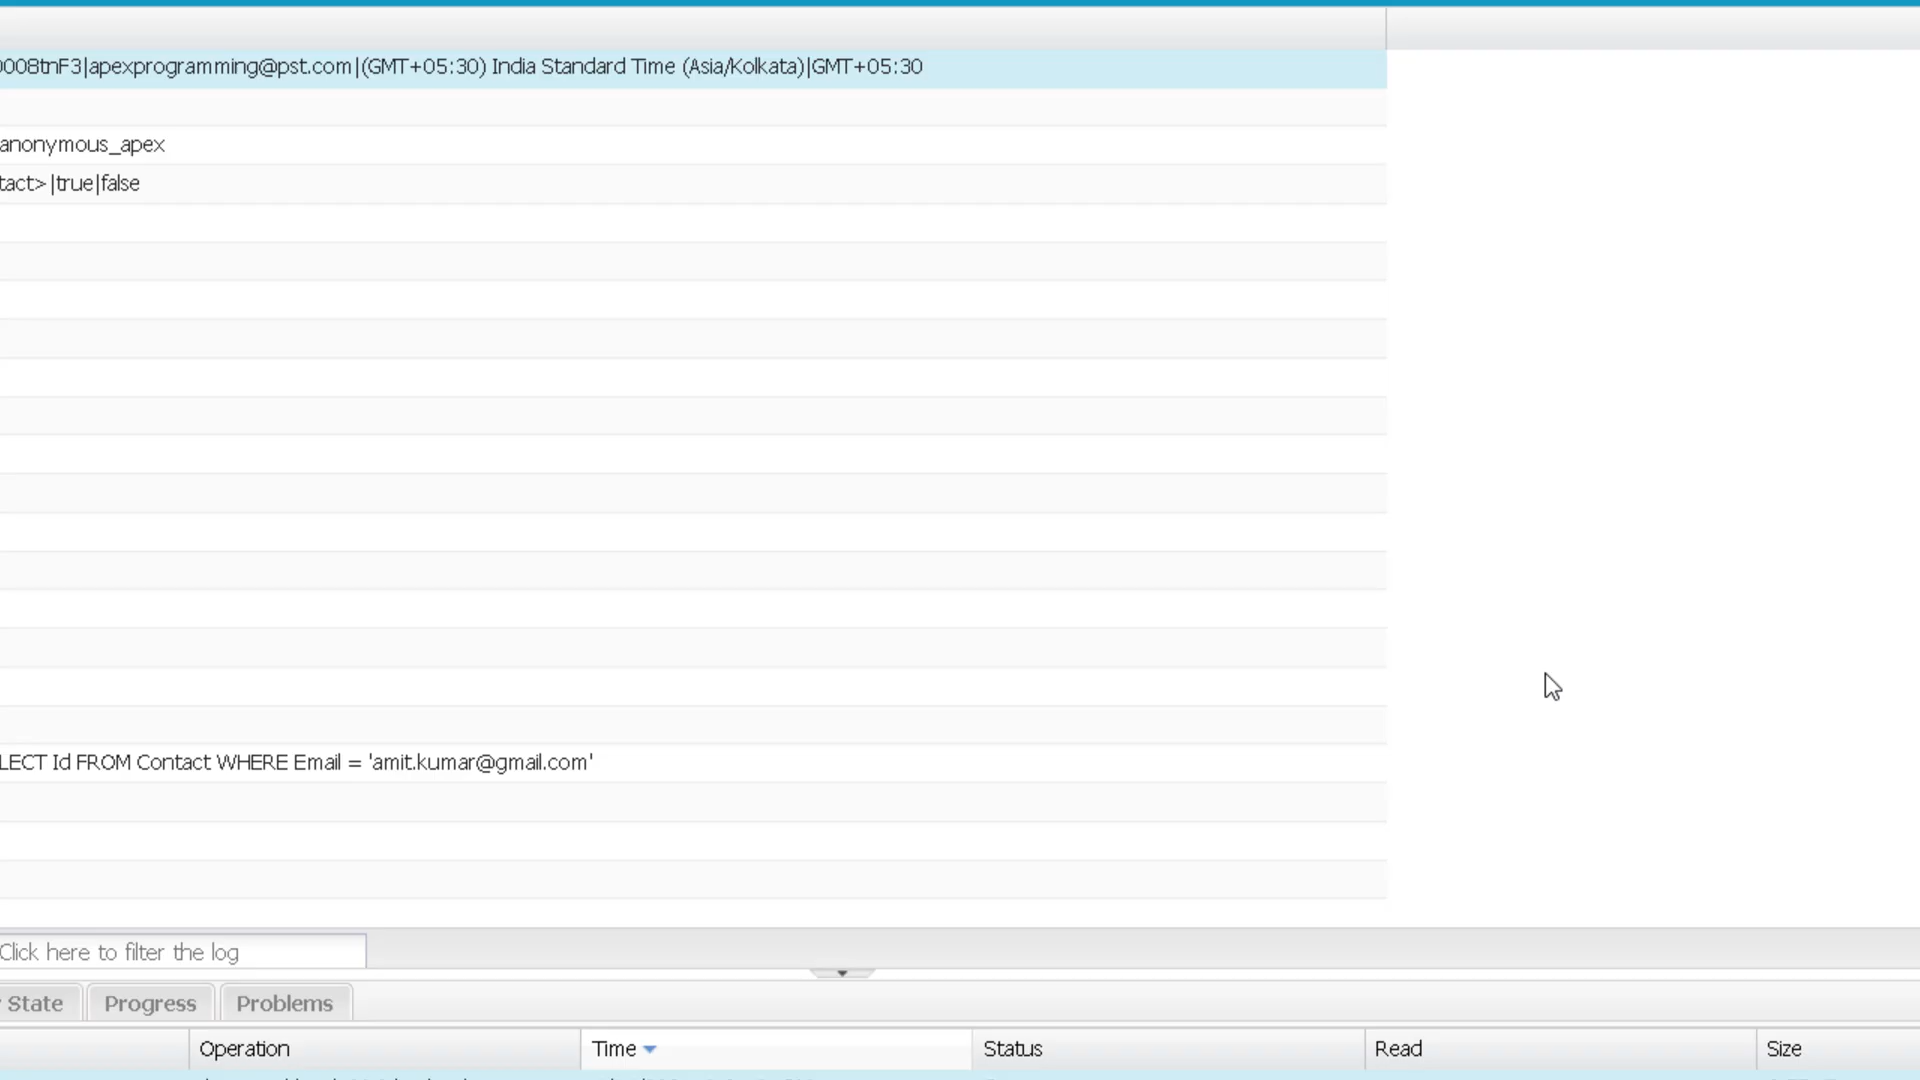 008tnF3|apexprogramming@pst.com|(GMT+05:30) India Standard Time (Asia/Kolkata)|GMT+05:30
anonymous_apex
tact>|true|false
LECT Id FROM Contact WHERE Email = 'amit.kumar@gmail.com'
Click here to filter the log
State Progress Problems
Operation Time Status Read Size